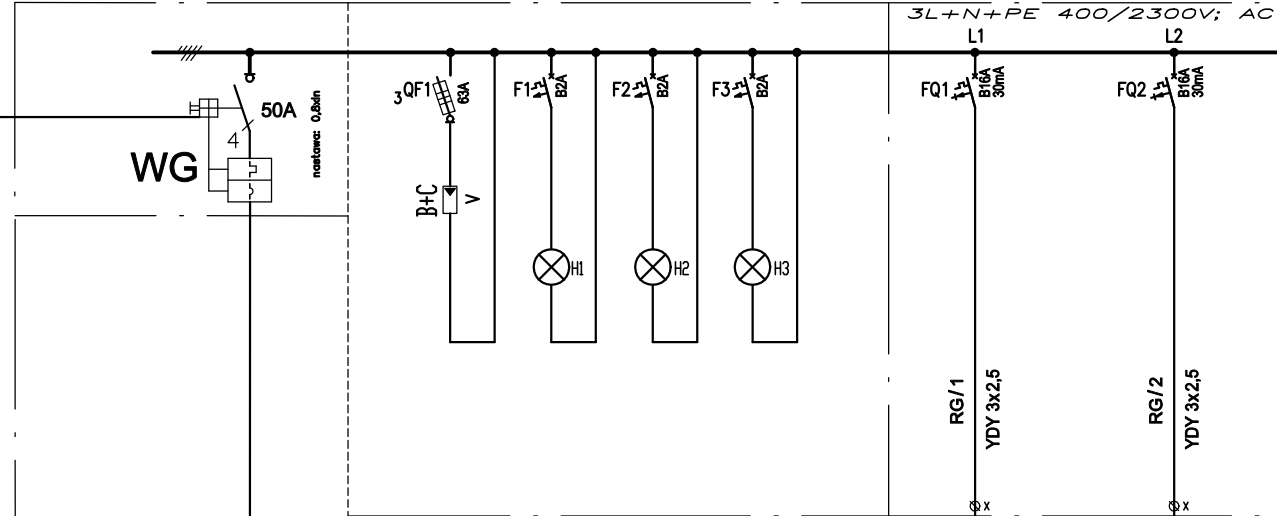 3L+N+PE 400/2300V; AC
L1
L2
50A
4
WG
nastawa: 0,8xIn
3
QF1
63A
B+C
V
F1
B2A
F2
B2A
F3
B2A
H1
H2
H3
FQ1
B16A
30mA
FQ2
B16A
30mA
RG/1
YDY 3x2,5
RG/2
YDY 3x2,5
x
x